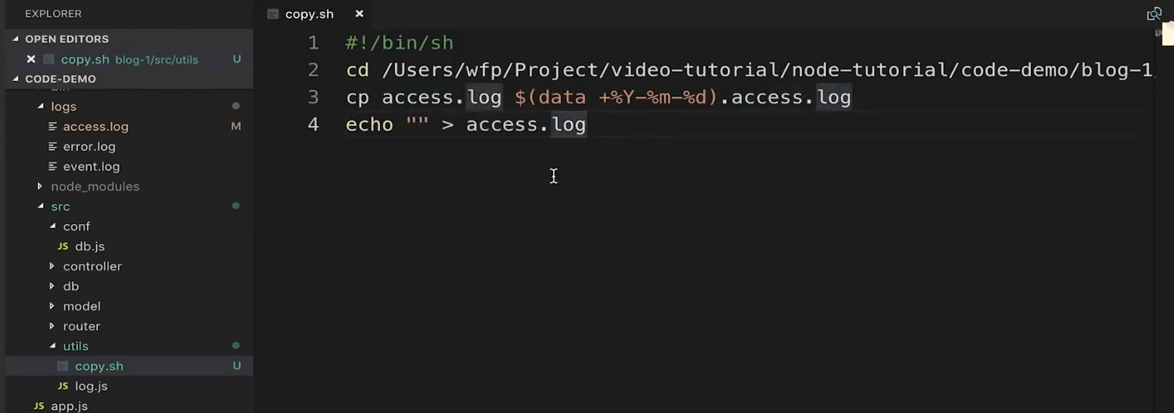 EXPLORER
OPEN EDITORS
copy.sh blog-1/src/utils U
CODE-DEMO
logs
access.log M
error.log
event.log
node_modules
src
conf
JS db.js
controller
db
model
router
utils
copy.sh U
JS log.js
JS app.js
copy.sh
1 #!/bin/sh
2 cd /Users/wfp/Project/video-tutorial/node-tutorial/code-demo/blog-1
3 cp access.log $(data +%Y-%m-%d).access.log
4 echo "" > access.log